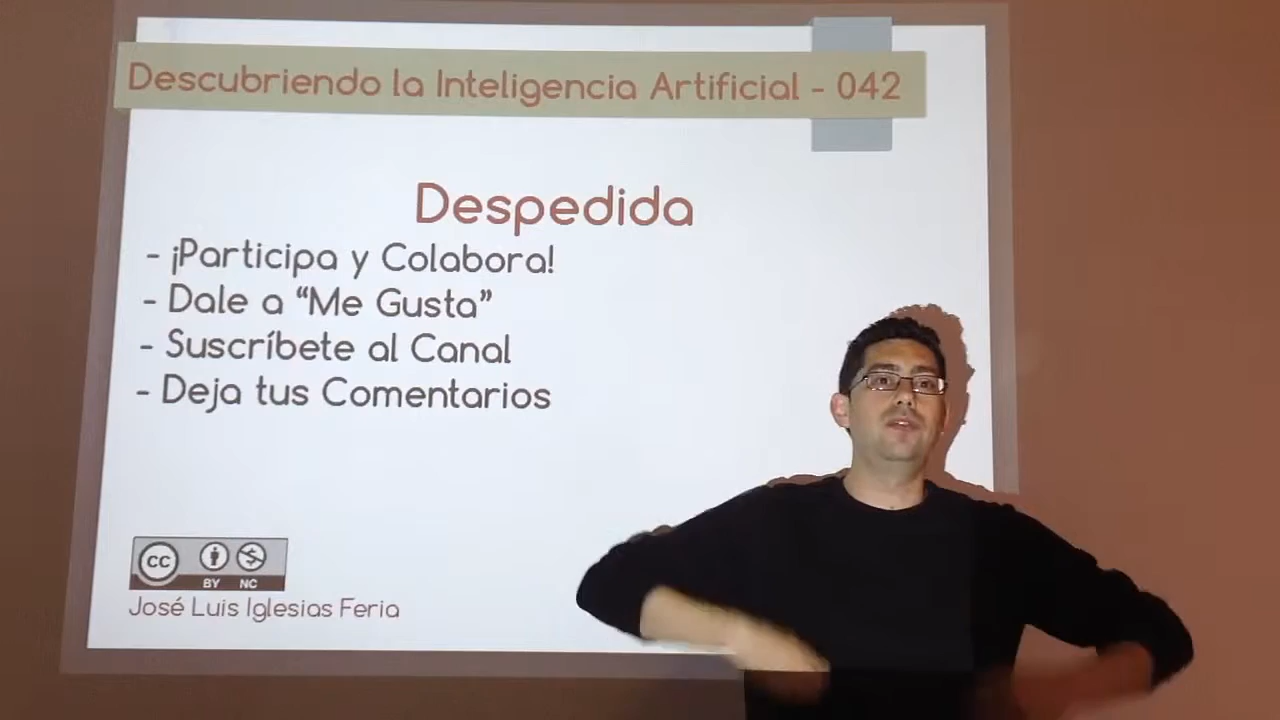 Descubriendo la Inteligencia Artificial - 042
Despedida
- ¡Participa y Colabora!
- Dale a “Me Gusta”
- Suscríbete al Canal
- Deja tus Comentarios
CC BY NC
José Luis Iglesias Feria